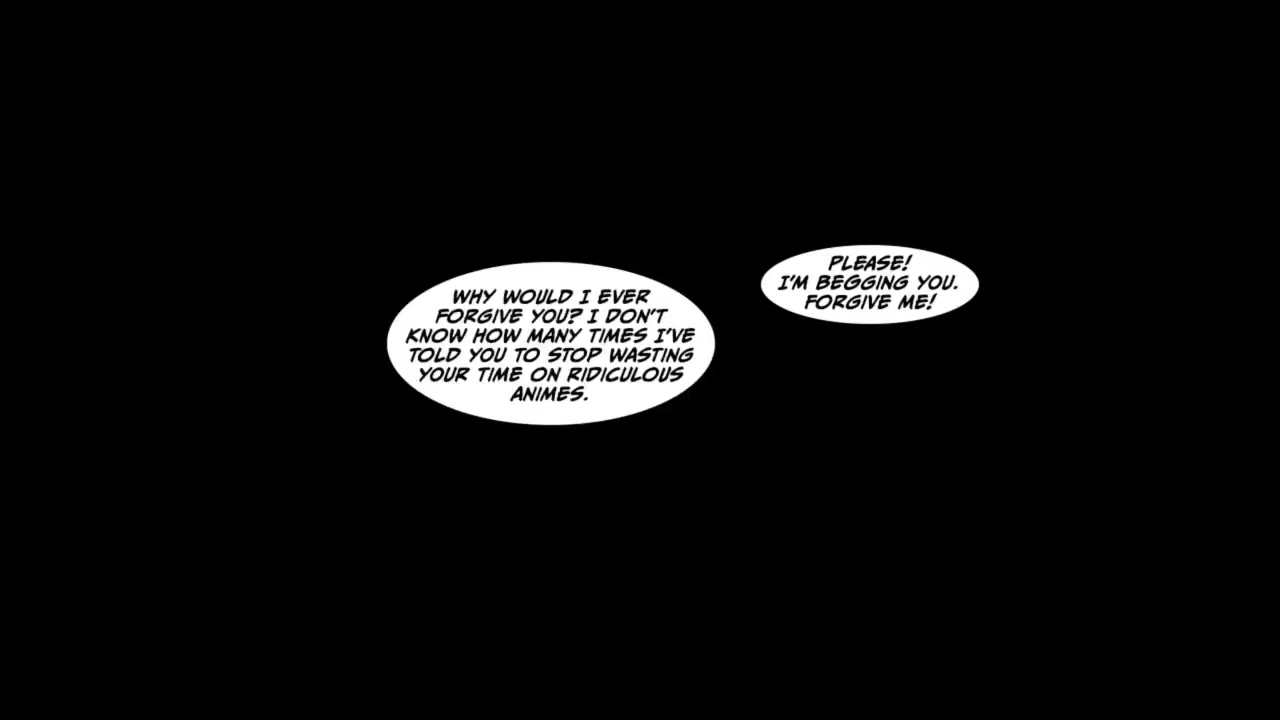 PLEASE!
I'M BEGGING YOU.
FORGIVE ME!
WHY WOULD I EVER
FORGIVE YOU? I DON'T
KNOW HOW MANY TIMES I'VE
TOLD YOU TO STOP WASTING
YOUR TIME ON RIDICULOUS
ANIMES.